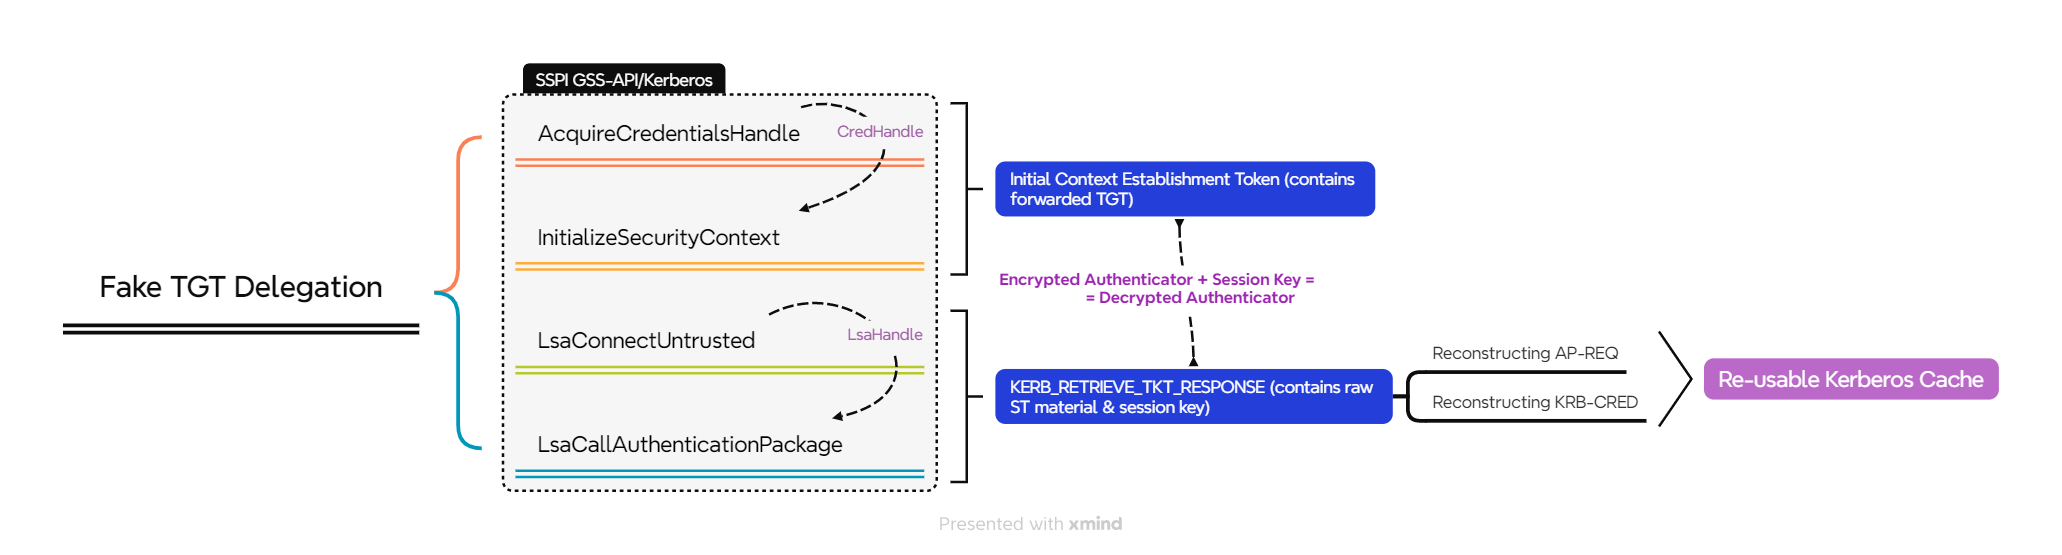 SSPI GSS-API/Kerberos
AcquireCredentialsHandle
CredHandle
InitializeSecurityContext
Fake TGT Delegation
LsaConnectUntrusted
LsaHandle
LsaCallAuthenticationPackage
Initial Context Establishment Token (contains
forwarded TGT)
Encrypted Authenticator + Session Key =
= Decrypted Authenticator
KERB_RETRIEVE_TKT_RESPONSE (contains raw
ST material & session key)
Reconstructing AP-REQ
Reconstructing KRB-CRED
Re-usable Kerberos Cache
Presented with xmind